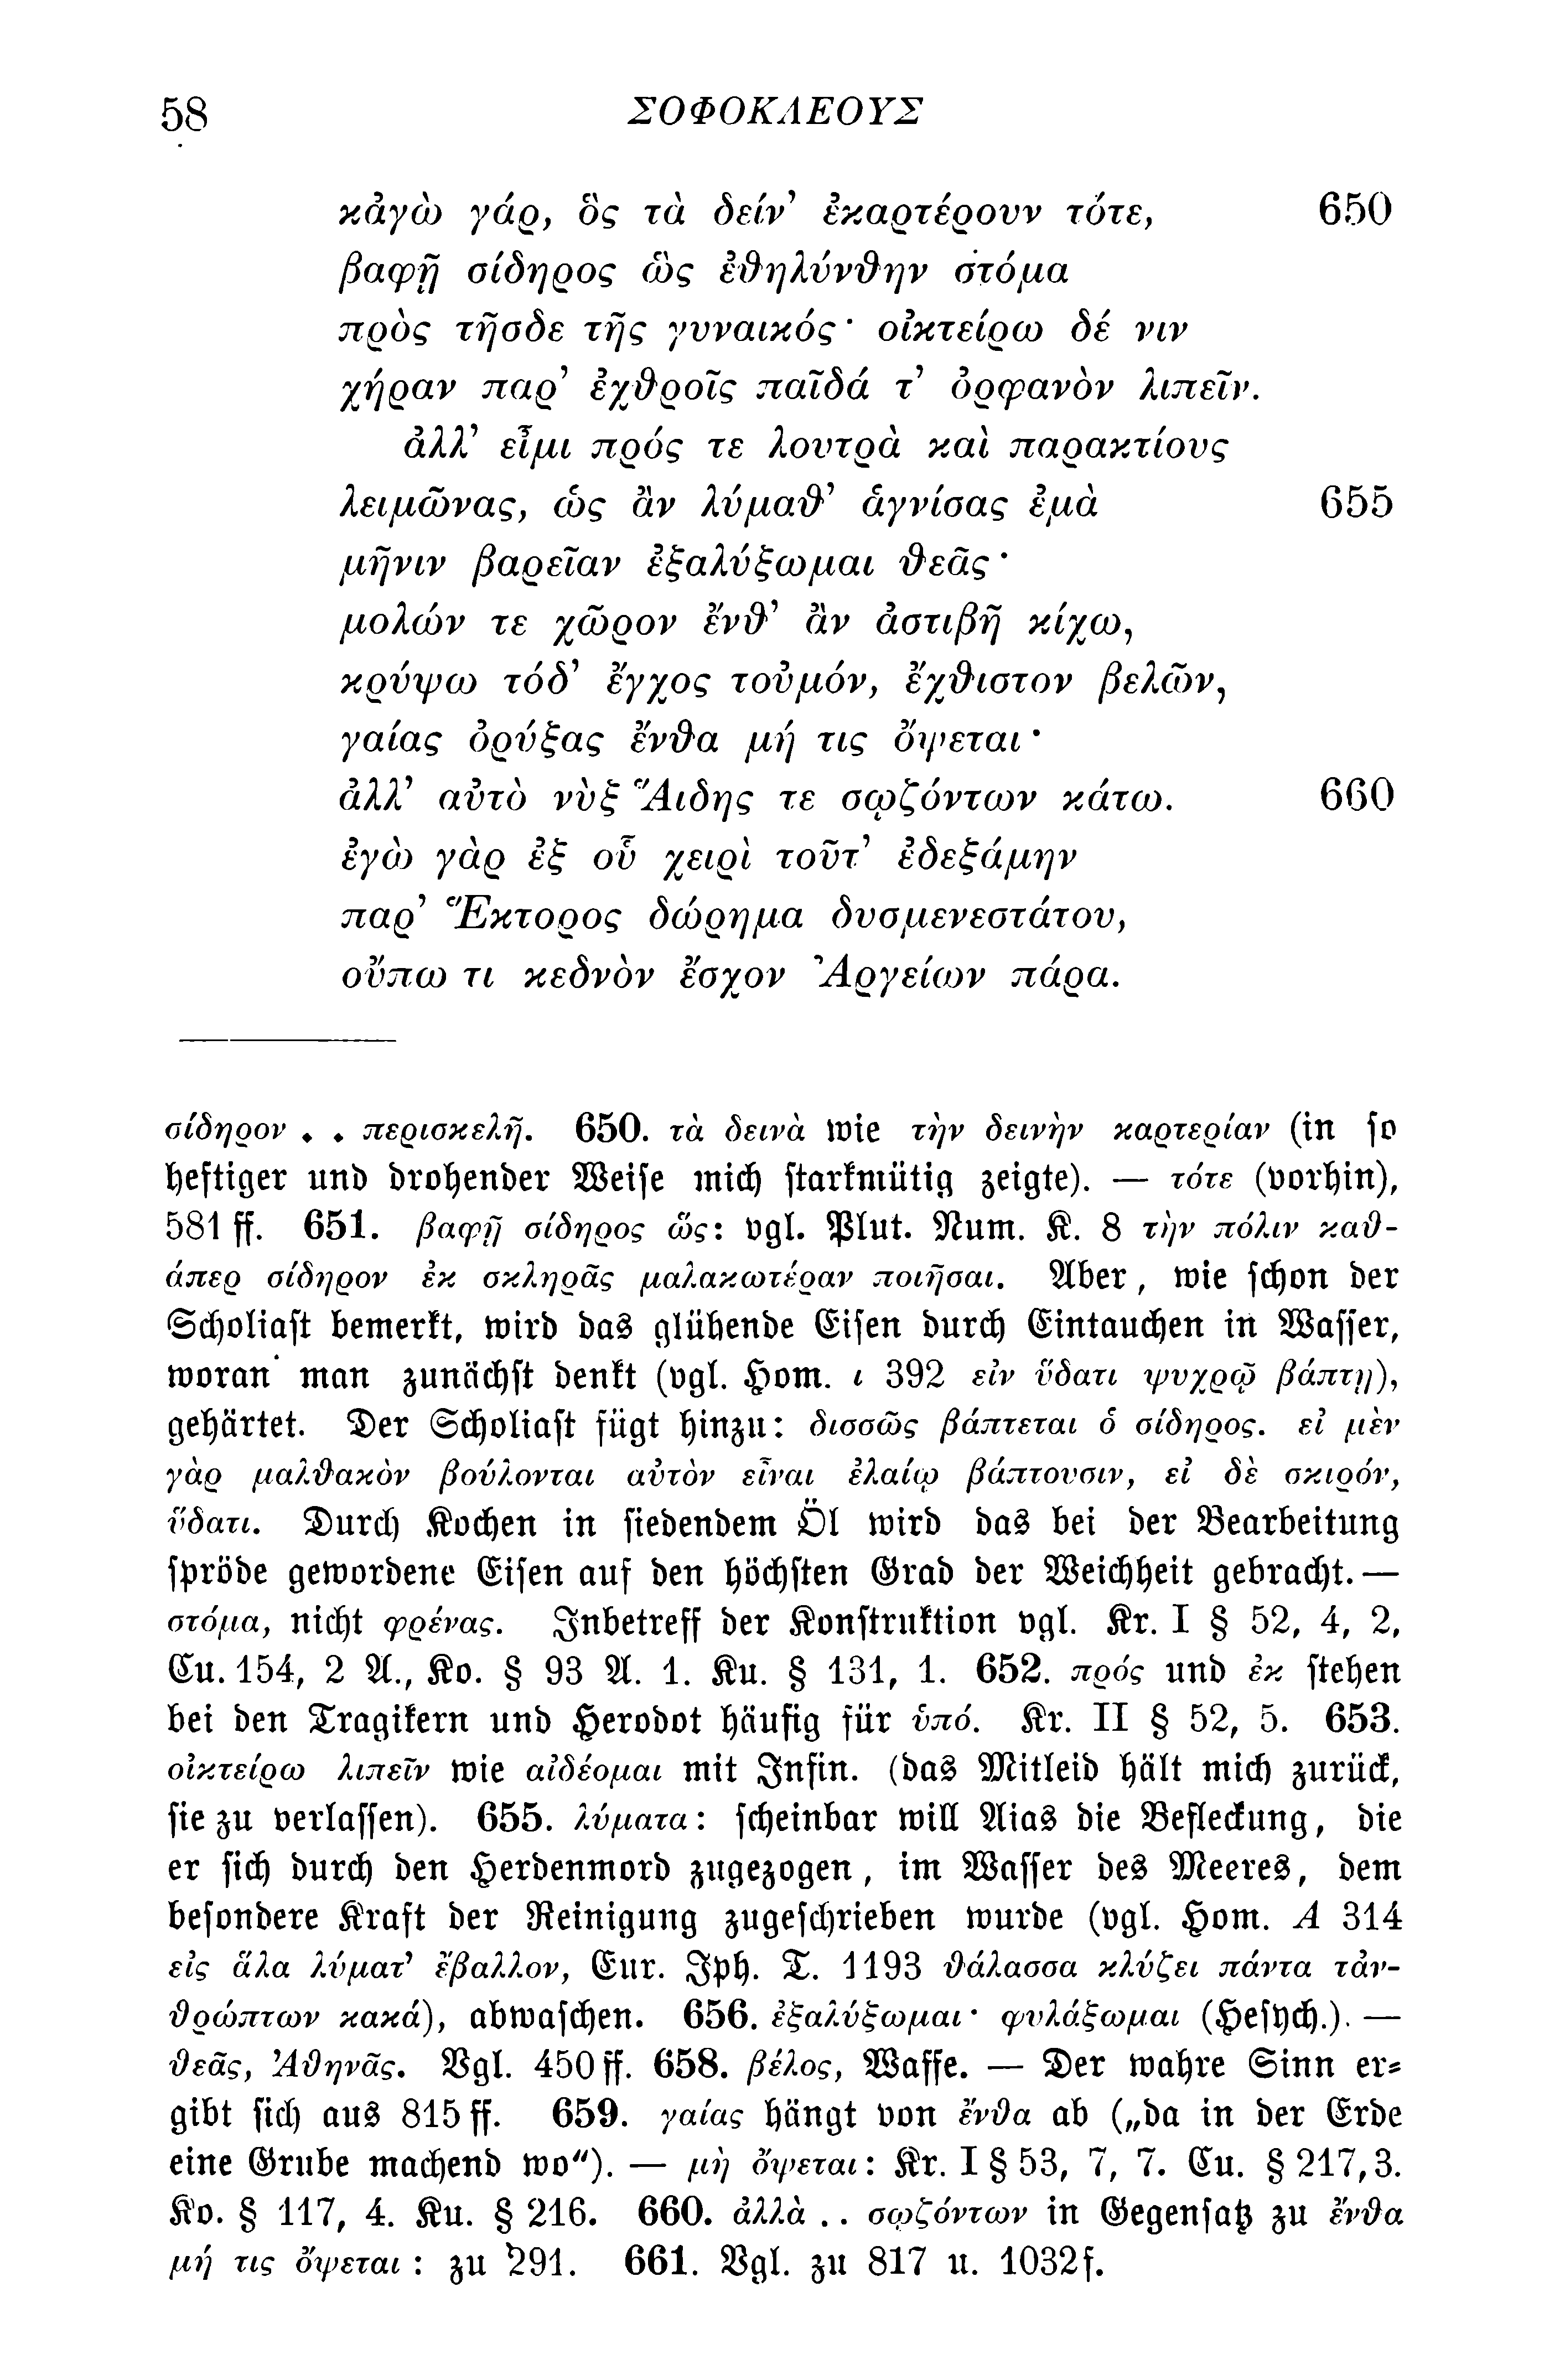 58 ΣΟΦΟΚΛΕΟΥΣ
κἀγὼ γάρ, ὃς τὰ δείν’ ἐκαρτέρουν τότε, 650
βαφῇ σίδηρος ὣς ἐθηλύνθην στόμα
πρὸς τῆσδε τῆς γυναικός· οἰκτείρω δέ νιν
χήραν παρ’ ἐχθροῖς παῖδά τ’ ὀρφανὸν λιπεῖν.
ἀλλ’ εἶμι πρός τε λουτρὰ καὶ παρακτίους
λειμῶνας, ὡς ἂν λύμαθ’ ἁγνίσας ἐμὰ 655
μῆνιν βαρεῖαν ἐξαλύξωμαι θεᾶς·
μολών τε χῶρον ἔνθ’ ἂν ἀστιβῆ κίχω,
κρύψω τόδ’ ἔγχος τοὐμόν, ἔχθιστον βελῶν,
γαίας ὀρύξας ἔνθα μή τις ὄψεται·
ἀλλ’ αὐτὸ νὺξ Ἅιδης τε σῳζόντων κάτω. 660
ἐγὼ γὰρ ἐξ οὗ χειρὶ τοῦτ’ ἐδεξάμην
παρ’ Ἕκτορος δώρημα δυσμενεστάτου,
οὔπω τι κεδνὸν ἔσχον Ἀργείων πάρα.
σίδηρον . . περισκελῆ. 650. τὰ δεινὰ wie τὴν δεινὴν καρτερίαν (in ſo
heftiger und drohender Weiſe mich ſtarkmütig zeigte). — τότε (vorhin),
581 ff. 651. βαφῇ σίδηρος ὥς: vgl. Plut. Num. K. 8 τὴν πόλιν καθ-
άπερ σίδηρον ἐκ σκληρᾶς μαλακωτέραν ποιῆσαι. Aber, wie ſchon der
Scholiaſt bemerkt, wird das glühende Eiſen durch Eintauchen in Waſſer,
woran man zunächſt denkt (vgl. Hom. ι 392 εἰν ὕδατι ψυχρῷ βάπτῃ),
gehärtet. Der Scholiaſt fügt hinzu: δισσῶς βάπτεται ὁ σίδηρος. εἰ μὲν
γὰρ μαλθακὸν βούλονται αὐτὸν εἶναι ἐλαίῳ βάπτουσιν, εἰ δὲ σκιρόν,
ὕδατι. Durch Kochen in ſiedendem Öl wird das bei der Bearbeitung
ſpröde gewordene Eiſen auf den höchſten Grad der Weichheit gebracht. —
στόμα, nicht φρένας. Inbetreff der Konſtruktion vgl. Kr. I § 52, 4, 2,
Cu. 154, 2 A., Ko. § 93 A. 1. Ku. § 131, 1. 652. πρός und ἐκ ſtehen
bei den Tragikern und Herodot häufig für ὑπό. Kr. II § 52, 5. 653.
οἰκτείρω λιπεῖν wie αἰδέομαι mit Infin. (das Mitleid hält mich zurück,
ſie zu verlaſſen). 655. λύματα: ſcheinbar will Aias die Befleckung, die
er ſich durch den Herdenmord zugezogen, im Waſſer des Meeres, dem
beſondere Kraft der Reinigung zugeſchrieben wurde (vgl. Hom. Α 314
εἰς ἅλα λύματ’ ἔβαλλον, Eur. Iph. T. 1193 θάλασσα κλύζει πάντα τἀν-
θρώπτων κακά), abwaſchen. 656. ἐξαλύξωμαι· φυλάξωμαι (Heſych.). —
θεᾶς, Ἀθηνᾶς. Vgl. 450 ff. 658. βέλος, Waffe. — Der wahre Sinn er-
gibt ſich aus 815 ff. 659. γαίας hängt von ἔνθα ab („da in der Erde
eine Grube machend wo"). — μὴ ὄψεται: Kr. I § 53, 7, 7. Cu. § 217, 3.
Ko. § 117, 4. Ku. § 216. 660. ἀλλὰ . . σῳζόντων in Gegenſatz zu ἔνθα
μή τις ὄψεται: zu 291. 661. Vgl. zu 817 u. 1032 f.